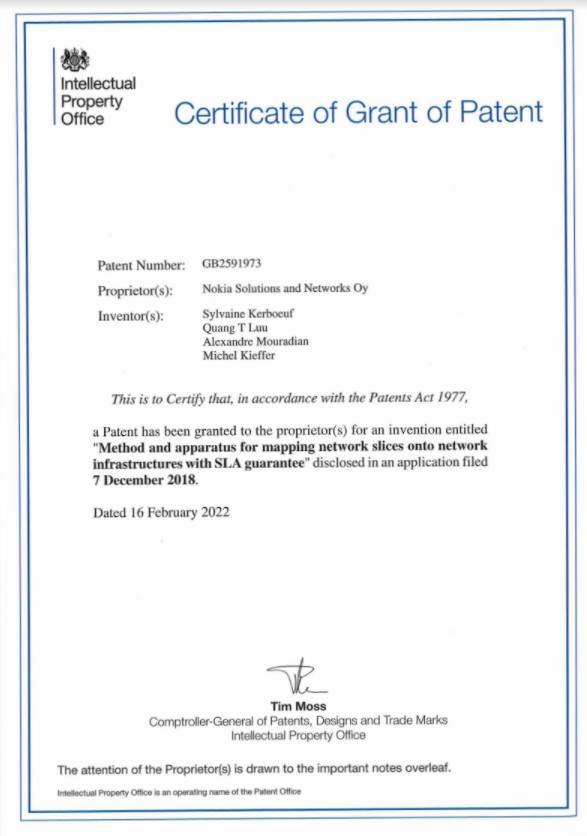 Intellectual
Property
Office
Certificate of Grant of Patent
Patent Number: GB2591973
Proprietor(s): Nokia Solutions and Networks Oy
Inventor(s): Sylvaine Kerboeuf
Quang T Luu
Alexandre Mouradian
Michel Kieffer
This is to Certify that, in accordance with the Patents Act 1977,
a Patent has been granted to the proprietor(s) for an invention entitled
"Method and apparatus for mapping network slices onto network
infrastructures with SLA guarantee" disclosed in an application filed
7 December 2018.
Dated 16 February 2022
Tim Moss
Comptroller-General of Patents, Designs and Trade Marks
Intellectual Property Office
The attention of the Proprietor(s) is drawn to the important notes overleaf.
Intellectual Property Office is an operating name of the Patent Office